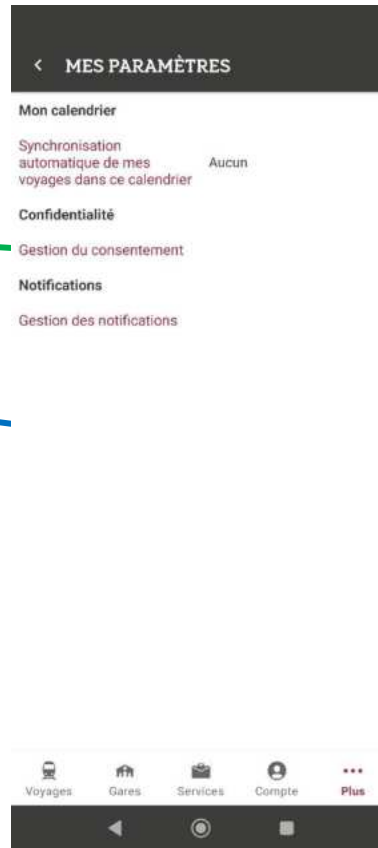 MES PARAMÈTRES
Mon calendrier
Synchronisation
automatique de mes
voyages dans ce calendrier
Aucun
Confidentialité
Gestion du consentement
Notifications
Gestion des notifications
Voyages Gares Services Compte Plus